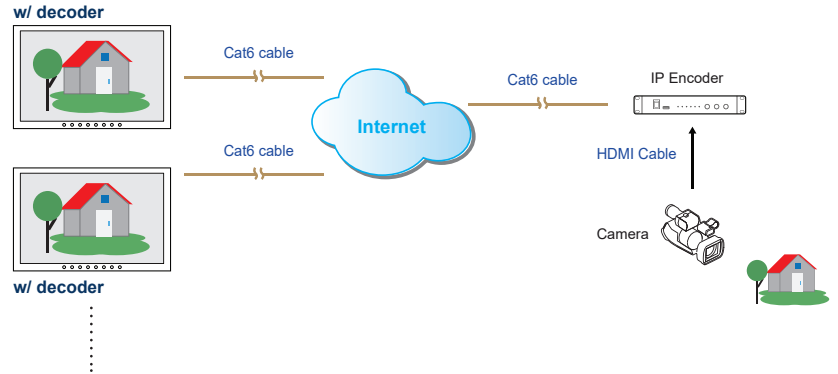 w/ decoder
Cat6 cable
Cat6 cable
IP Encoder
Internet
Cat6 cable
HDMI Cable
Camera
w/ decoder